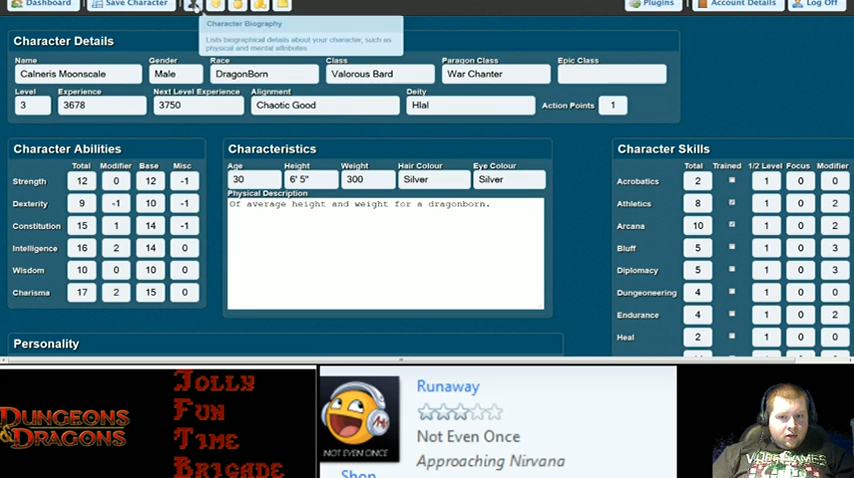 Dashboard Save Character Plugins Account Details Log Off
Character Biography
Lists biographical details about your character, such as
physical and mental attributes
Character Details
Name Gender Race Class Paragon Class Epic Class
Calneris Moonscale Male DragonBorn Valorous Bard War Chanter
Level Experience Next Level Experience Alignment Deity
3 3678 3750 Chaotic Good Hlal Action Points 1
Character Abilities
Total Modifier Base Misc
Strength 12 0 12 -1
Dexterity 9 -1 10 -1
Constitution 15 1 14 -1
Intelligence 16 2 14 0
Wisdom 10 0 10 0
Charisma 17 2 15 0
Characteristics
Age Height Weight Hair Colour Eye Colour
30 6' 5" 300 Silver Silver
Physical Description
Of average height and weight for a dragonborn.
Character Skills
Total Trained 1/2 Level Focus Modifier
Acrobatics 2 1 0 0
Athletics 8 1 0 2
Arcana 10 1 0 2
Bluff 5 1 0 3
Diplomacy 5 1 0 3
Dungeoneering 4 1 0 0
Endurance 4 1 0 2
Heal 2 1 0 0
Personality
DUNGEONS
& DRAGONS
Jolly
Fun
Time
Brigade
NOT EVEN ONCE
Runaway
Not Even Once
Approaching Nirvana
Shop
VIDEO GAMES